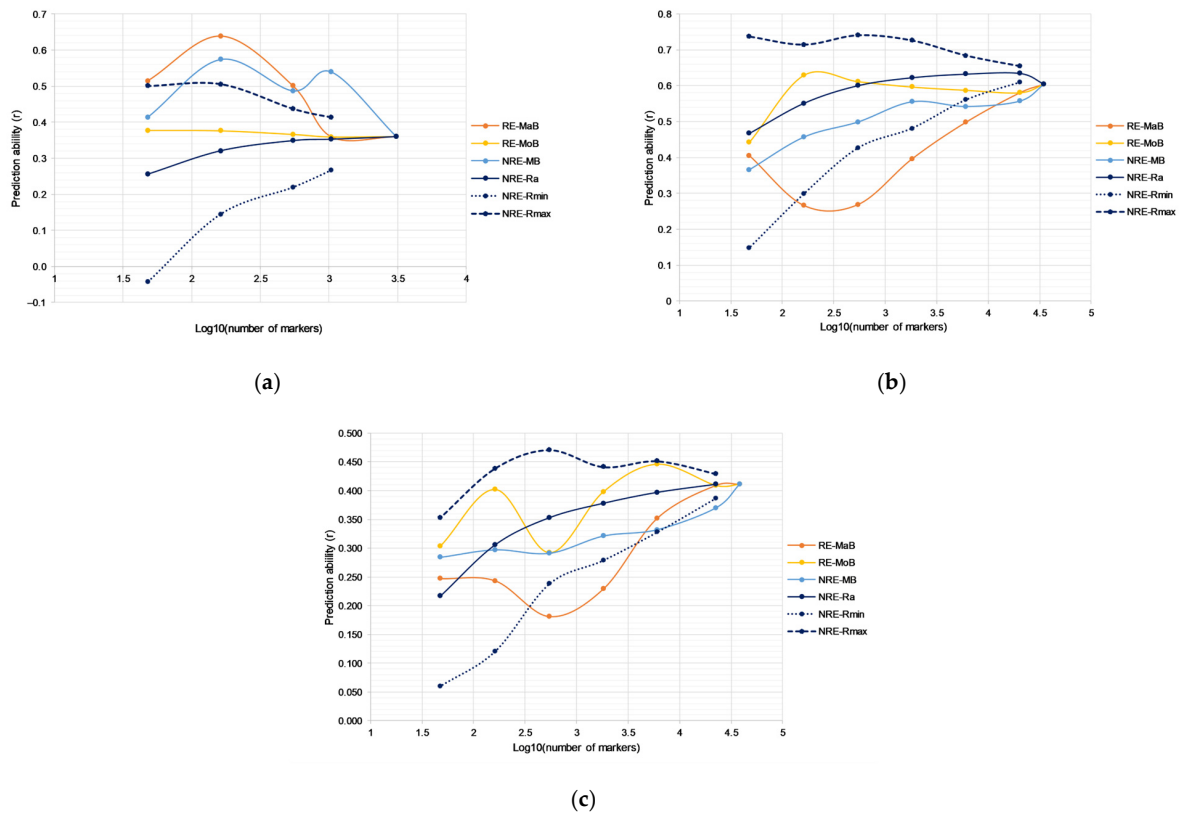 0.7
0.6
0.5
0.4
0.3
0.2
0.1
0.0
–0.1
Prediction ability (r)
1
1.5
2
2.5
3
3.5
4
Log10(number of markers)
RE-MaB
RE-MoB
NRE-MB
NRE-Ra
NRE-Rmin
NRE-Rmax
(a)
0.8
0.7
0.6
0.5
0.4
0.3
0.2
0.1
0
Prediction ability (r)
1
1.5
2
2.5
3
3.5
4
4.5
5
Log10(number of markers)
RE-MaB
RE-MoB
NRE-MB
NRE-Ra
NRE-Rmin
NRE-Rmax
(b)
0.500
0.450
0.400
0.350
0.300
0.250
0.200
0.150
0.100
0.050
0.000
Prediction ability (r)
1
1.5
2
2.5
3
3.5
4
4.5
5
Log10(number of markers)
RE-MaB
RE-MoB
NRE-MB
NRE-Ra
NRE-Rmin
NRE-Rmax
(c)